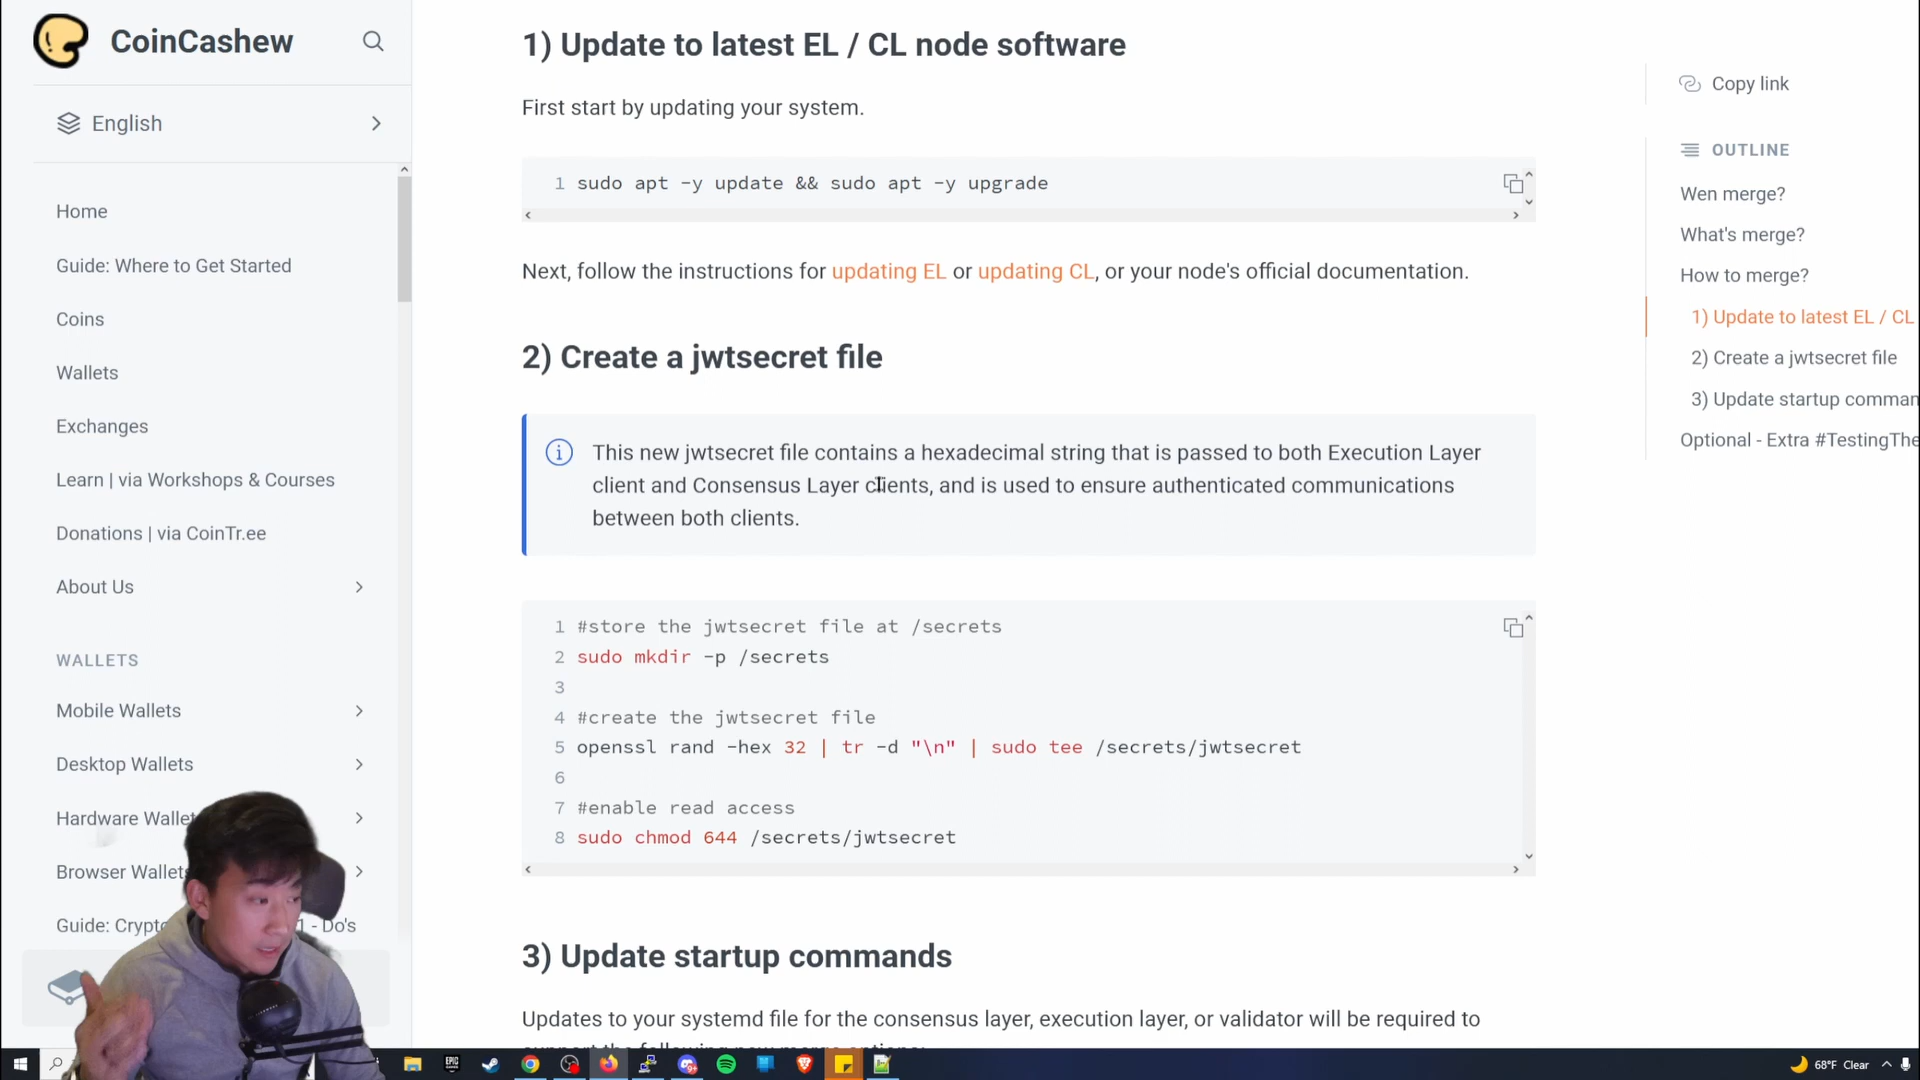 CoinCashew
English
Home
Guide: Where to Get Started
Coins
Wallets
Exchanges
Learn | via Workshops & Courses
Donations | via CoinTr.ee
About Us
WALLETS
Mobile Wallets
Desktop Wallets
Hardware
Browser
Guide:
- Do's
1) Update to latest EL / CL node software
First start by updating your system.
1 sudo apt -y update && sudo apt -y upgrade
Next, follow the instructions for updating EL or updating CL, or your node's official documentation.
2) Create a jwtsecret file
This new jwtsecret file contains a hexadecimal string that is passed to both Execution Layer
client and Consensus Layer clients, and is used to ensure authenticated communications
between both clients.
1 #store the jwtsecret file at /secrets
2 sudo mkdir -p /secrets
3
4 #create the jwtsecret file
5 openssl rand -hex 32 | tr -d "\n" | sudo tee /secrets/jwtsecret
6
7 #enable read access
8 sudo chmod 644 /secrets/jwtsecret
3) Update startup commands
Updates to your systemd file for the consensus layer, execution layer, or validator will be required to
Copy link
OUTLINE
Wen merge?
What's merge?
How to merge?
1) Update to latest EL / CL
2) Create a jwtsecret file
3) Update startup comman
Optional - Extra #TestingThe
68°F Clear